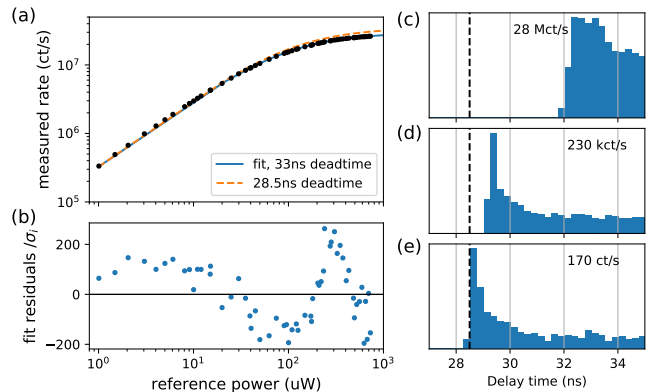 (a)
measured rate (ct/s)
10^7
10^6
10^5
fit, 33ns deadtime
28.5ns deadtime
(b)
fit residuals /σ_i
200
0
−200
10^0
10^1
10^2
10^3
reference power (uW)
(c)
28 Mct/s
(d)
230 kct/s
(e)
170 ct/s
28
30
32
34
Delay time (ns)